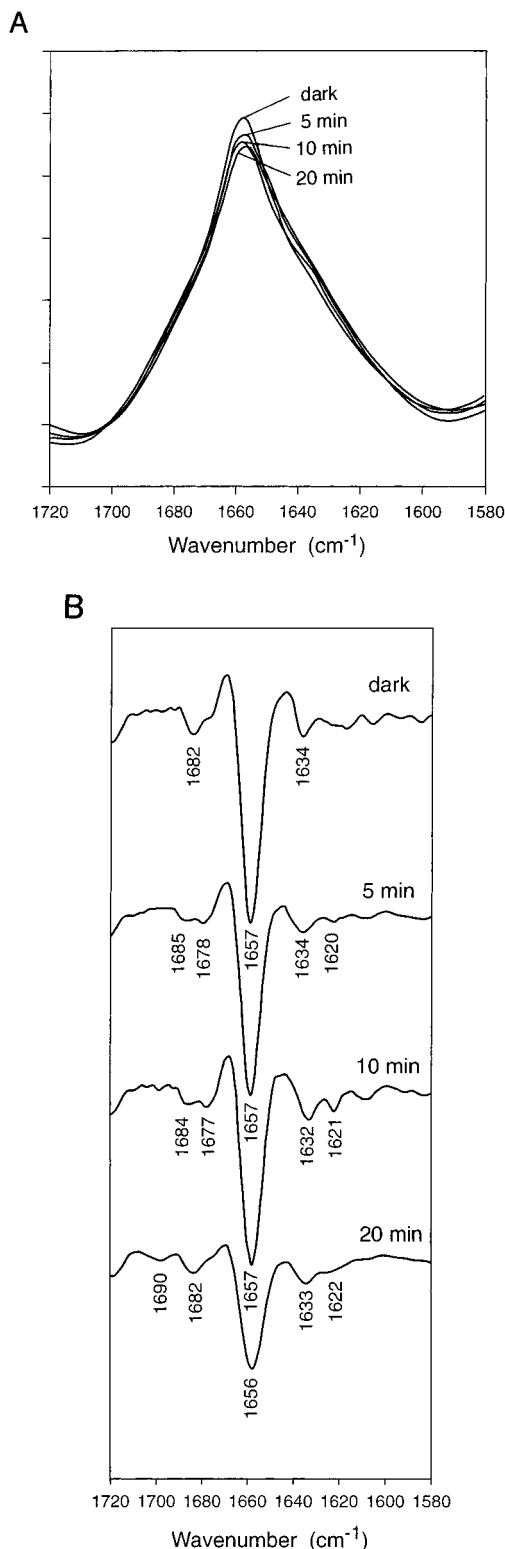 A
dark
5 min
10 min
20 min
1720 1700 1680 1660 1640 1620 1600 1580
Wavenumber (cm-1)
B
dark
1682 1634
5 min
1685 1678 1657 1634 1620
10 min
1684 1677 1657 1632 1621
20 min
1690 1682 1657 1633 1622
1656
1720 1700 1680 1660 1640 1620 1600 1580
Wavenumber (cm-1)